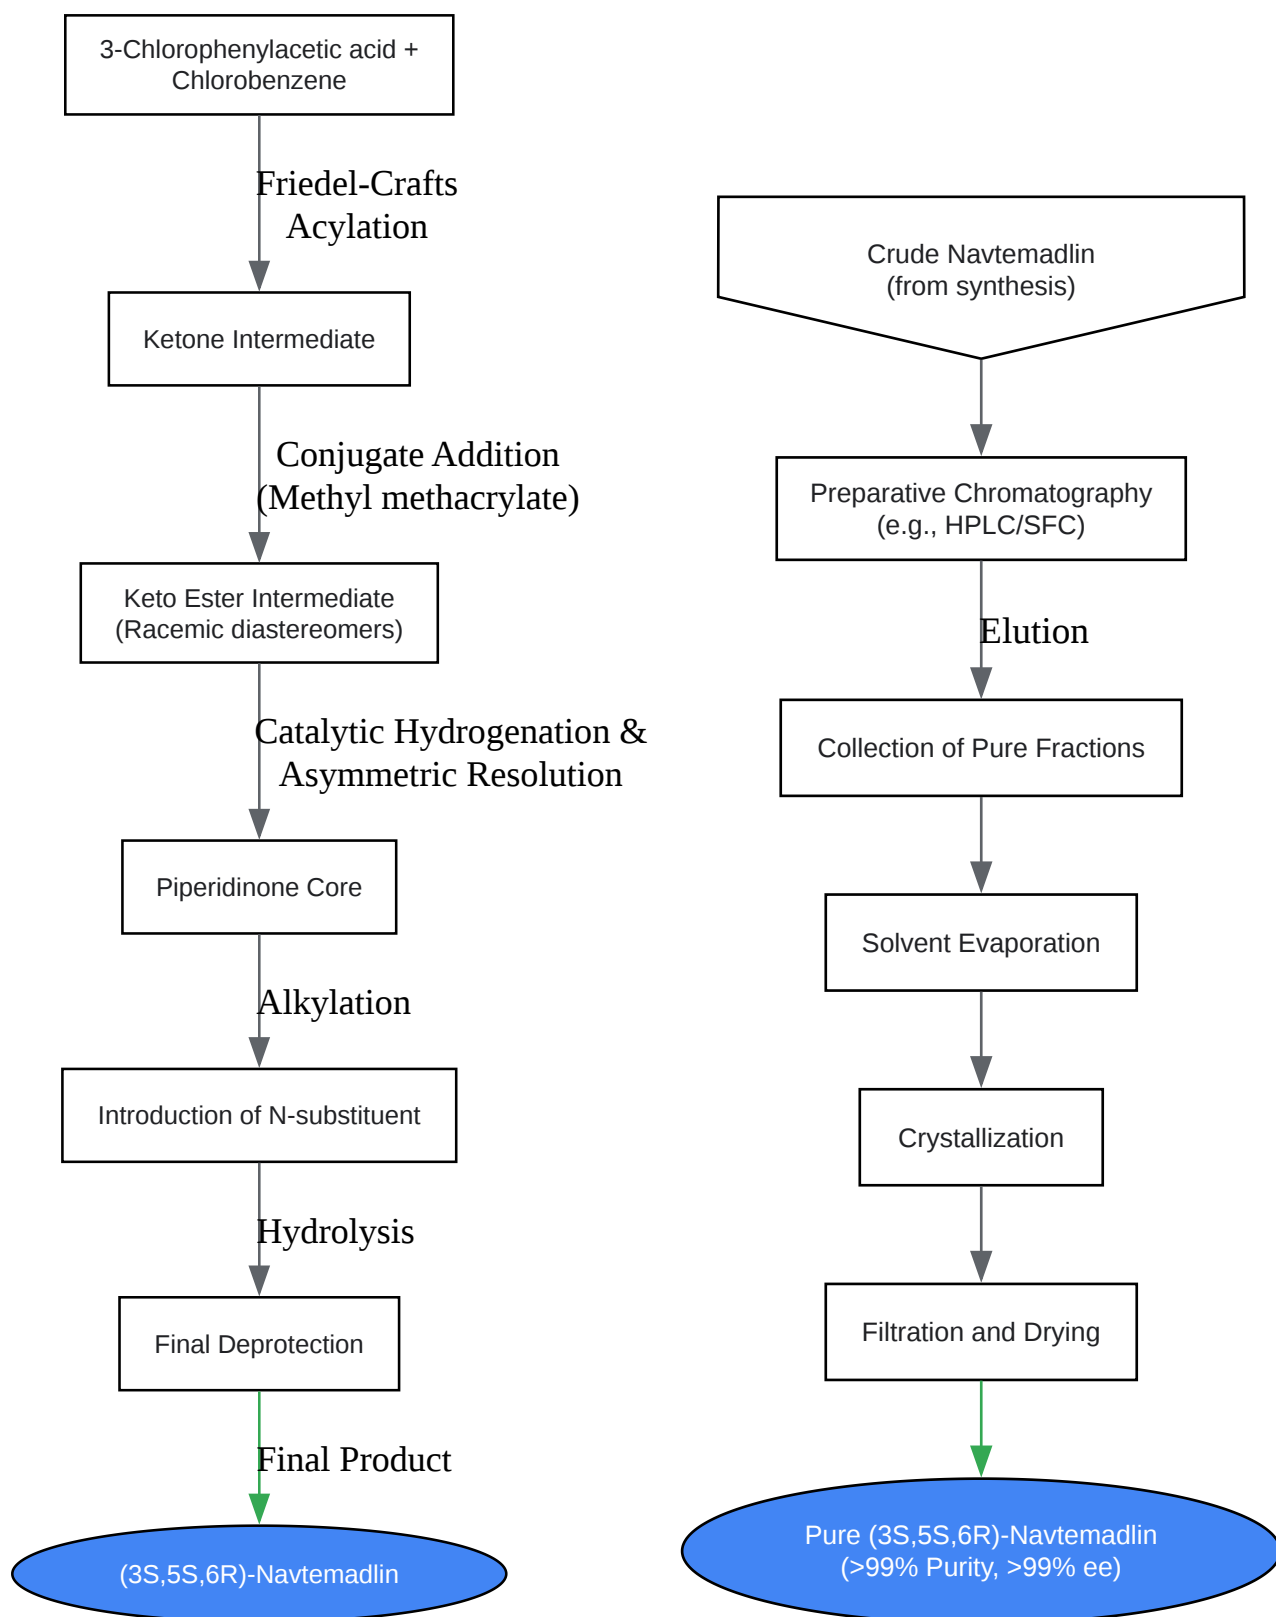 3-Chlorophenylacetic acid +
Chlorobenzene
Friedel-Crafts
Acylation
Ketone Intermediate
Conjugate Addition
(Methyl methacrylate)
Keto Ester Intermediate
(Racemic diastereomers)
Catalytic Hydrogenation &
Asymmetric Resolution
Piperidinone Core
Alkylation
Introduction of N-substituent
Hydrolysis
Final Deprotection
Final Product
(3S,5S,6R)-Navtemadlin
Crude Navtemadlin
(from synthesis)
Preparative Chromatography
(e.g., HPLC/SFC)
Elution
Collection of Pure Fractions
Solvent Evaporation
Crystallization
Filtration and Drying
Pure (3S,5S,6R)-Navtemadlin
(>99% Purity, >99% ee)